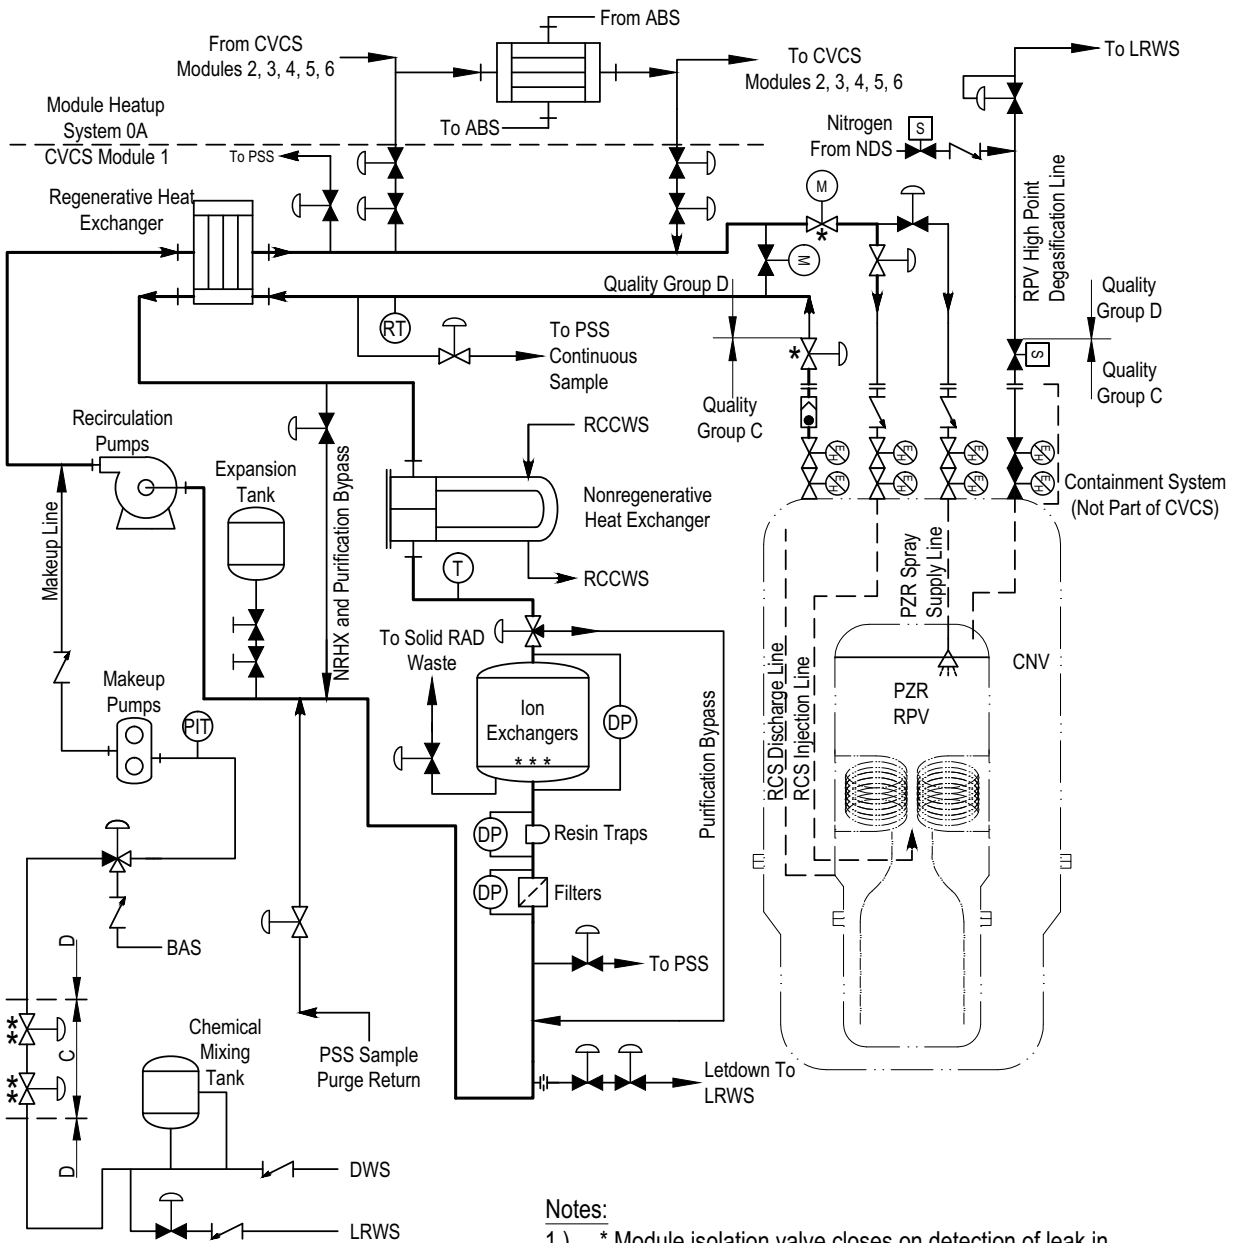 From ABS
From CVCS
Modules 2, 3, 4, 5, 6
To CVCS
Modules 2, 3, 4, 5, 6
To LRWS
Module Heatup
System 0A
To ABS
CVCS Module 1
To PSS
Nitrogen
From NDS
S
Regenerative Heat
Exchanger
M
M
RPV High Point
Degasification Line
Quality Group D
Quality
Group D
RT
To PSS
Continuous
Sample
*
*
S
Quality
Group C
Quality
Group C
Recirculation
Pumps
RCCWS
Expansion
Tank
Nonregenerative
Heat Exchanger
E/H
E/H
E/H
E/H
E/H
E/H
E/H
E/H
Containment System
(Not Part of CVCS)
Makeup Line
NRHX and Purification Bypass
T
RCCWS
PZR Spray
Supply Line
To Solid RAD
Waste
CNV
Makeup
Pumps
PIT
Ion
Exchangers
* * *
DP
PZR
RPV
RCS Discharge Line
RCS Injection Line
Purification Bypass
DP
Resin Traps
DP
Filters
BAS
To PSS
D
C
D
**
**
Chemical
Mixing
Tank
PSS Sample
Purge Return
Letdown To
LRWS
DWS
LRWS
Notes:
1.) * Module isolation valve closes on detection of leak in